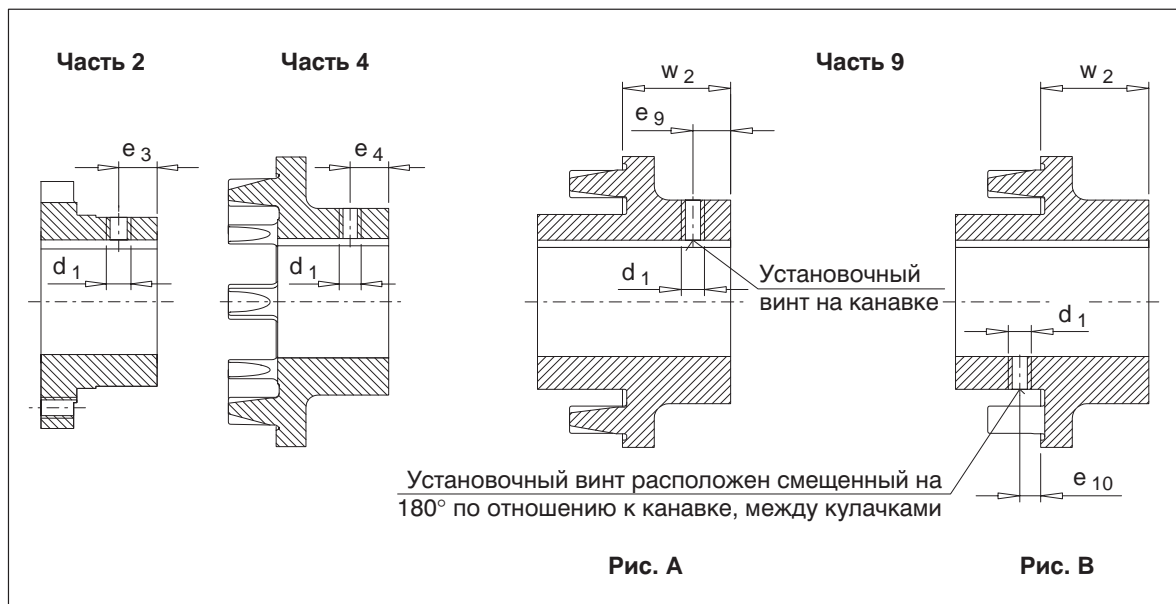 Часть 2
Часть 4
Часть 9
w 2
w 2
e 9
e 3
e 4
d 1
d 1
d 1
Установочный
винт на канавке
d 1
Установочный винт расположен смещенный на
180° по отношению к канавке, между кулачками
e 10
Рис. A
Рис. B